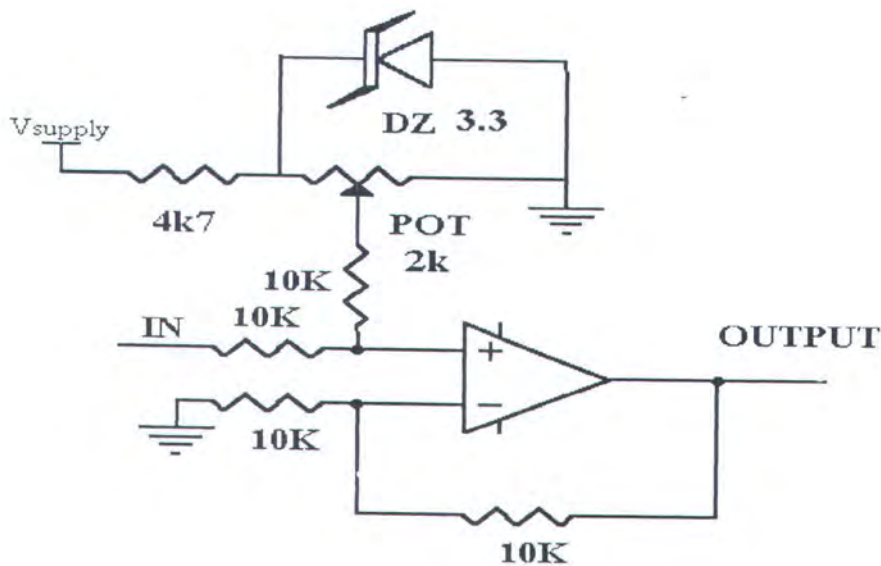 DZ 3.3
Vsupply
4k7
POT
2k
10K
10K
IN
+
OUTPUT
−
10K
10K